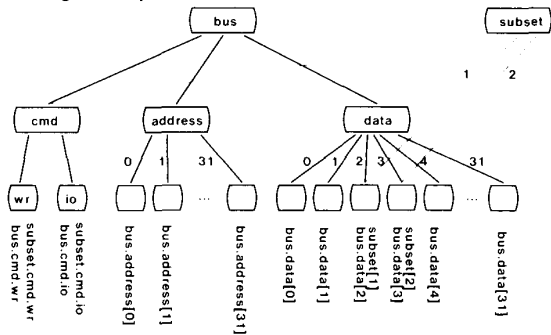 bus
subset
1 2
cmd
address
data
0 1 31
0 1 2 3 4 31
wr
io
...
...
bus.cmd.wr
subset.cmd.wr
bus.cmd.io
subset.cmd.io
bus.address[0]
bus.address[1]
bus.address[31]
bus.data[0]
bus.data[1]
bus.data[2]
subset[1]
bus.data[3]
subset[2]
bus.data[4]
bus.data[31]